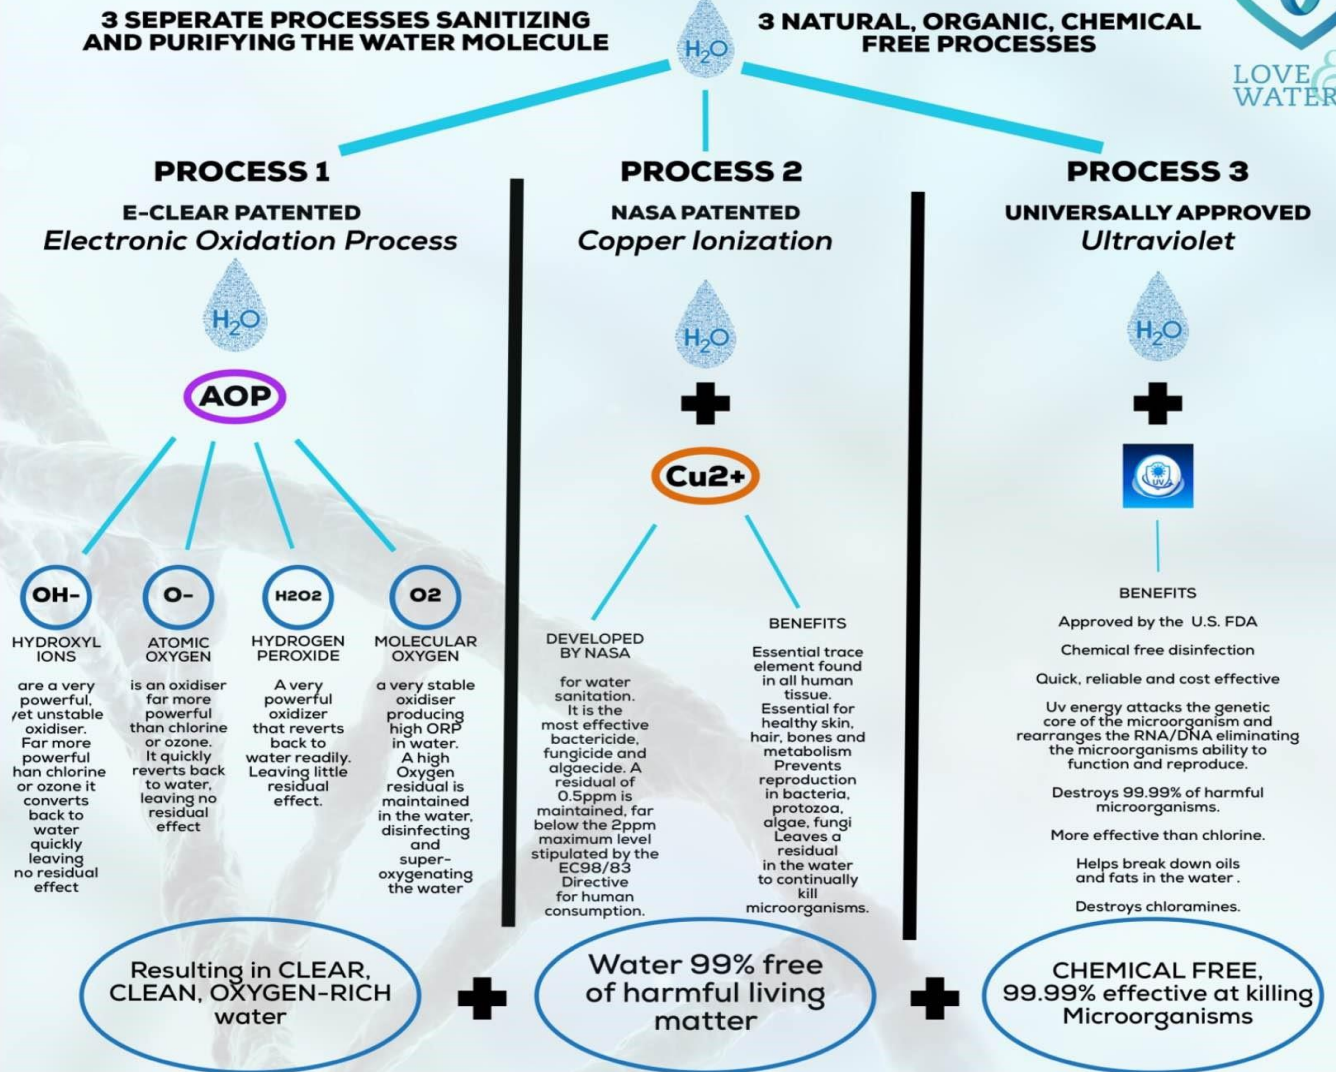 3 SEPERATE PROCESSES SANITIZING
AND PURIFYING THE WATER MOLECULE
H2O
3 NATURAL, ORGANIC, CHEMICAL
FREE PROCESSES
LOVE &
WATER
PROCESS 1
E-CLEAR PATENTED
Electronic Oxidation Process
H2O
AOP
OH-
HYDROXYL
IONS
are a very
powerful,
yet unstable
oxidiser.
Far more
powerful
han chlorine
or ozone it
converts
back to
water
quickly
leaving
no residual
effect
O-
ATOMIC
OXYGEN
is an oxidiser
far more
powerful
than chlorine
or ozone.
It quickly
reverts back
to water,
leaving no
residual
effect
H2O2
HYDROGEN
PEROXIDE
A very
powerful
oxidizer
that reverts
back to
water readily.
Leaving little
residual
effect.
O2
MOLECULAR
OXYGEN
a very stable
oxidiser
producing
high ORP
in water.
A high
Oxygen
residual is
maintained
in the water,
disinfecting
and
super-
oxygenating
the water
Resulting in CLEAR,
CLEAN, OXYGEN-RICH
water
PROCESS 2
NASA PATENTED
Copper Ionization
H2O
Cu2+
DEVELOPED
BY NASA
for water
sanitation.
It is the
most effective
bactericide,
fungicide and
algaecide. A
residual of
0.5ppm is
maintained, far
below the 2ppm
maximum level
stipulated by the
EC98/83
Directive
for human
consumption.
BENEFITS
Essential trace
element found
in all human
tissue.
Essential for
healthy skin,
hair, bones and
metabolism
Prevents
reproduction
in bacteria,
protozoa,
algae, fungi
Leaves a
residual
in the water
to continually
kill
microorganisms.
Water 99% free
of harmful living
matter
PROCESS 3
UNIVERSALLY APPROVED
Ultraviolet
H2O
UV
BENEFITS
Approved by the U.S. FDA
Chemical free disinfection
Quick, reliable and cost effective
Uv energy attacks the genetic
core of the microorganism and
rearranges the RNA/DNA eliminating
the microorganisms ability to
function and reproduce.
Destroys 99.99% of harmful
microorganisms.
More effective than chlorine.
Helps break down oils
and fats in the water .
Destroys chloramines.
CHEMICAL FREE,
99.99% effective at killing
Microorganisms